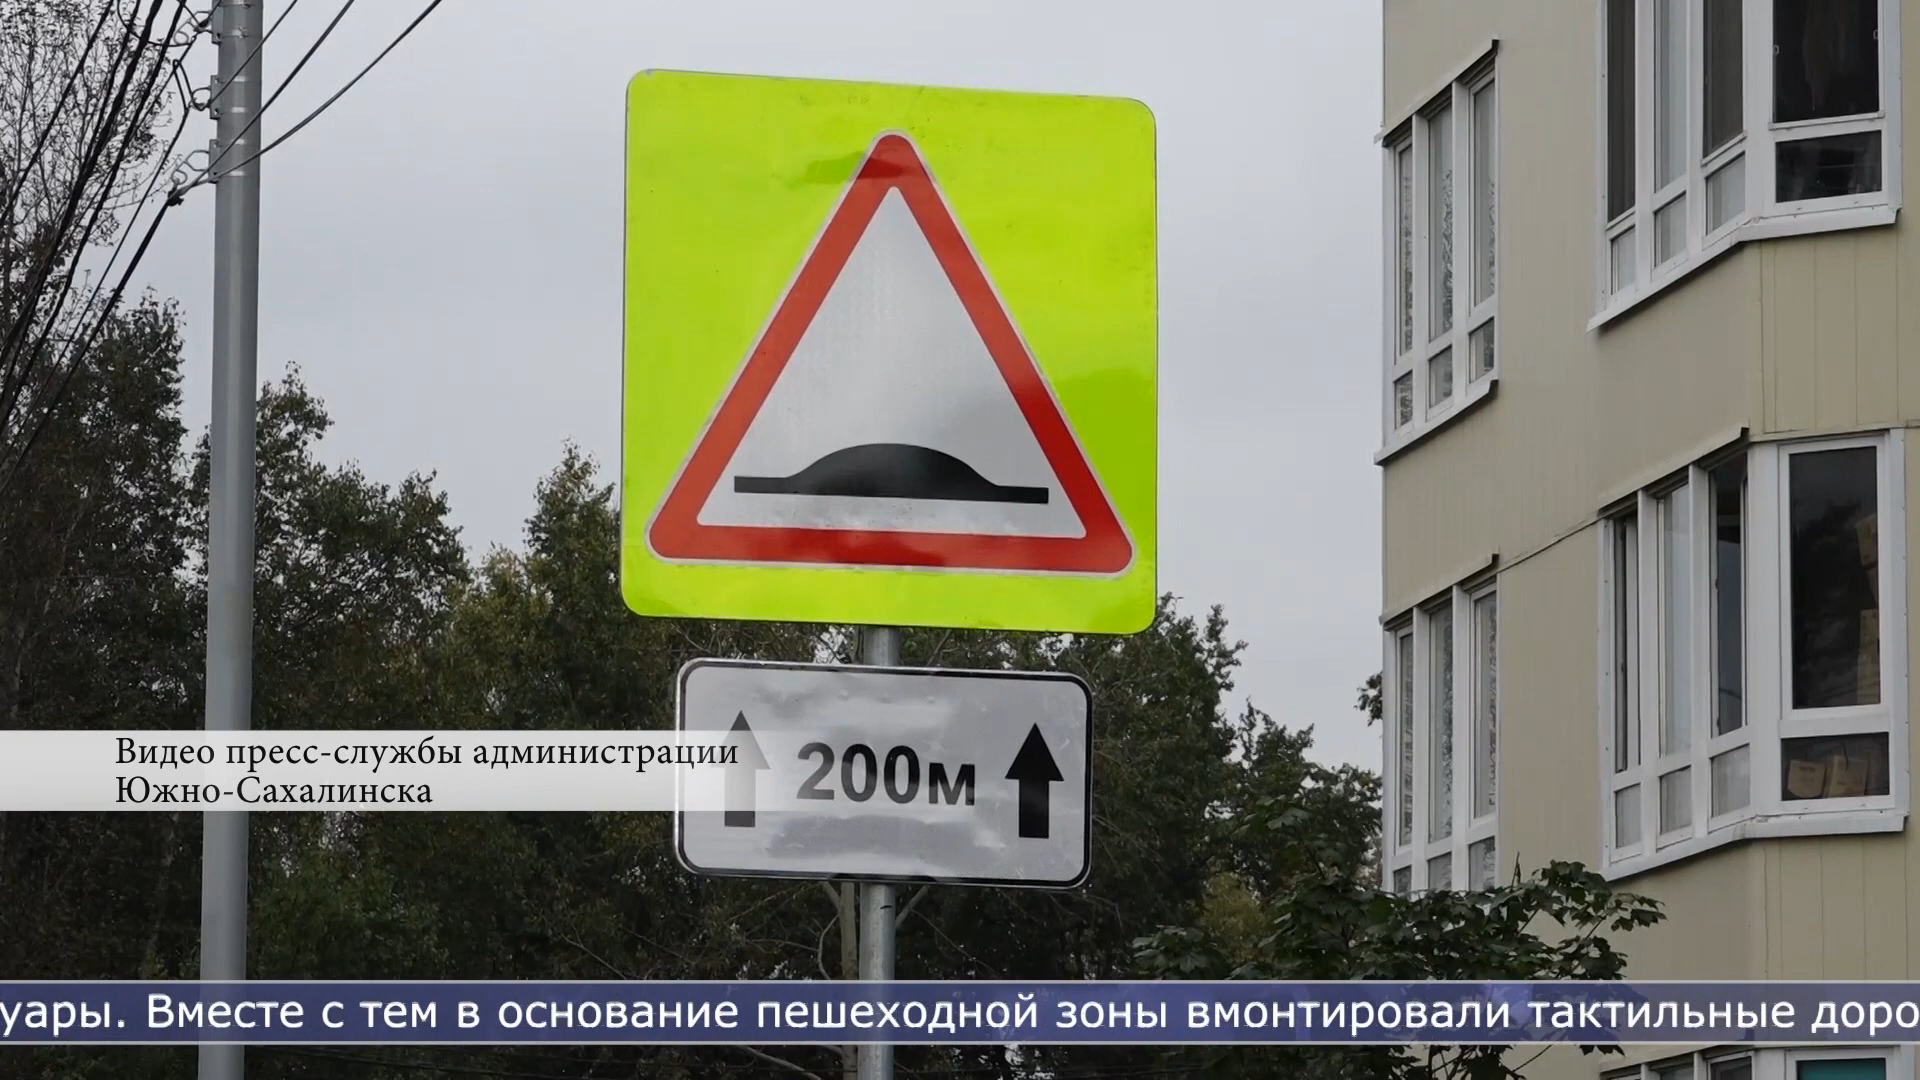 Видео пресс-службы администрации
Южно-Сахалинска
200м
уары. Вместе с тем в основание пешеходной зоны вмонтировали тактильные доро